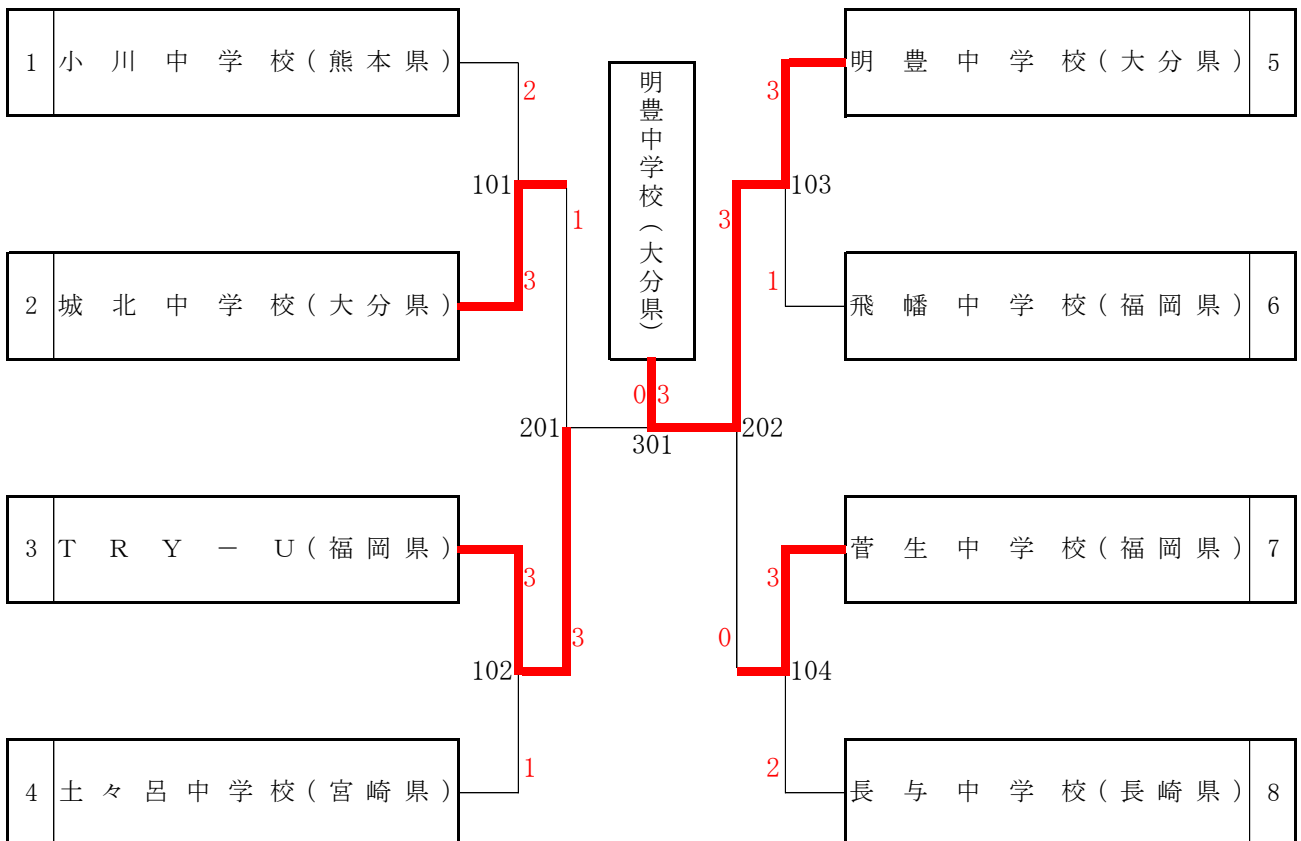 1 小川中学校(熊本県)
2
101
3
2 城北中学校(大分県)
1
201
3
3 TRY-U(福岡県)
3
102
1
4 土々呂中学校(宮崎県)
明豊中学校(大分県)
0 3
301
明豊中学校(大分県) 5
3
103
3
1
飛幡中学校(福岡県) 6
202
菅生中学校(福岡県) 7
3
0
104
2
長与中学校(長崎県) 8